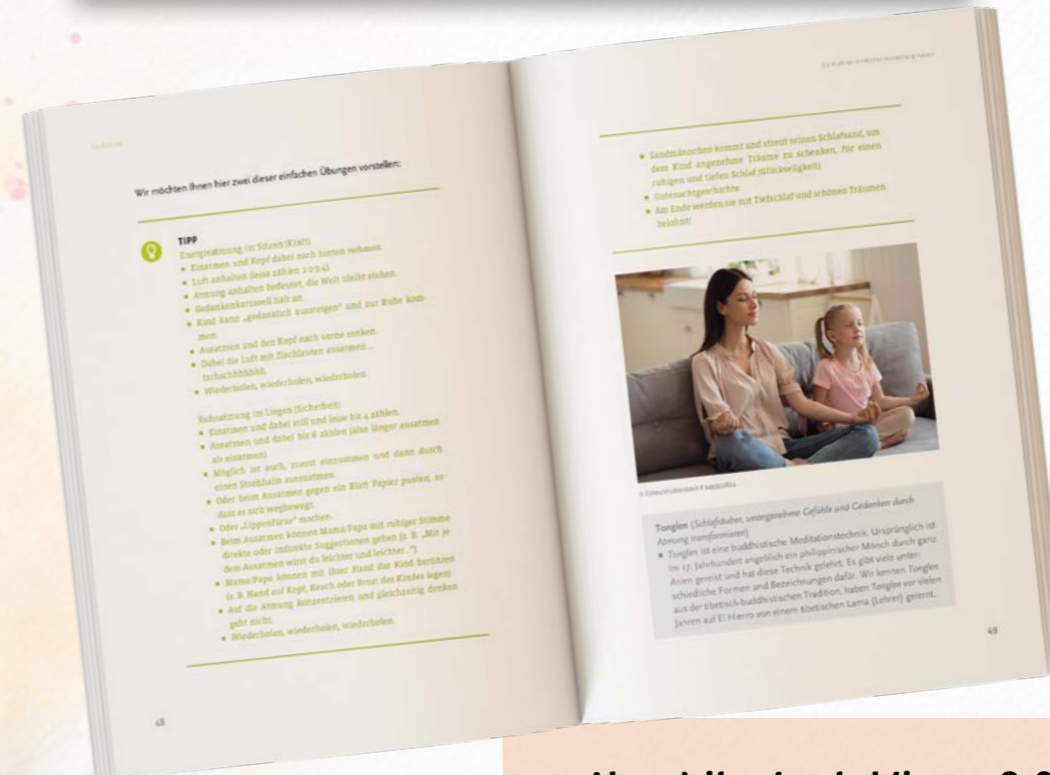 Wir möchten Ihnen hier zwei dieser einfachen Übungen vorstellen:
TIPP
Energieatmung im Sitzen (Kraft)
▪ Einatmen und Kopf dabei nach hinten nehmen.
▪ Luft anhalten (leise zählen 1-2-3-4).
▪ Atmung anhalten bedeutet, die Welt bleibt stehen.
▪ Gedankenkarussell hält an.
▪ Kind kann „gedanklich aussteigen“ und zur Ruhe kom-
men.
▪ Ausatmen und den Kopf nach vorne senken.
▪ Dabei die Luft mit Zischlauten ausatmen ...
▪ Wiederholen, wiederholen, wiederholen.
Ruheatmung im Liegen (Sicherheit)
▪ Einatmen und dabei still und leise bis 4 zählen.
▪ Ausatmen und dabei bis 6 zählen (also länger ausatmen
als einatmen).
▪ Möglich ist auch, zuerst einzuatmen und dann durch
einen Strohhalm auszuatmen.
▪ Oder beim Ausatmen gegen ein Blatt Papier pusten, so
dass es sich wegbewegt.
▪ Oder „Lippenfürze“ machen.
▪ Beim Ausatmen können Mama/Papa mit ruhiger Stimme
direkte oder indirekte Suggestionen geben (z. B. „Mit je
dem Ausatmen wirst du leichter und leichter...“).
▪ Mama/Papa können mit ihrer Hand das Kind berühren
(z. B. Hand auf Kopf, Bauch oder Brust des Kindes legen).
▪ Auf die Atmung konzentrieren und gleichzeitig denken
geht nicht.
▪ Wiederholen, wiederholen, wiederholen.
48
▪ Sandmännchen kommt und streut seinen Schlafsand, um
dem Kind angenehme Träume zu schenken, für einen
ruhigen und tiefen Schlaf (Glückseligkeit).
▪ Gutenachtgeschichte.
▪ Am Ende werden sie mit Tiefschlaf und schönen Träumen
belohnt!
Tonglen (Schlafräuber, unangenehme Gefühle und Gedanken durch
Atmung transformieren)
▪ Tonglen ist eine buddhistische Meditationstechnik. Ursprünglich ist
im 17. Jahrhundert angeblich ein philippinischer Mönch durch ganz
Asien gereist und hat diese Technik gelehrt. Es gibt viele unter-
schiedliche Formen und Bezeichnungen dafür. Wir kennen Tonglen
aus der tibetisch-buddhistischen Tradition, haben Tonglen vor vielen
Jahren auf El Hierro von einem tibetischen Lama (Lehrer) gelernt.
49